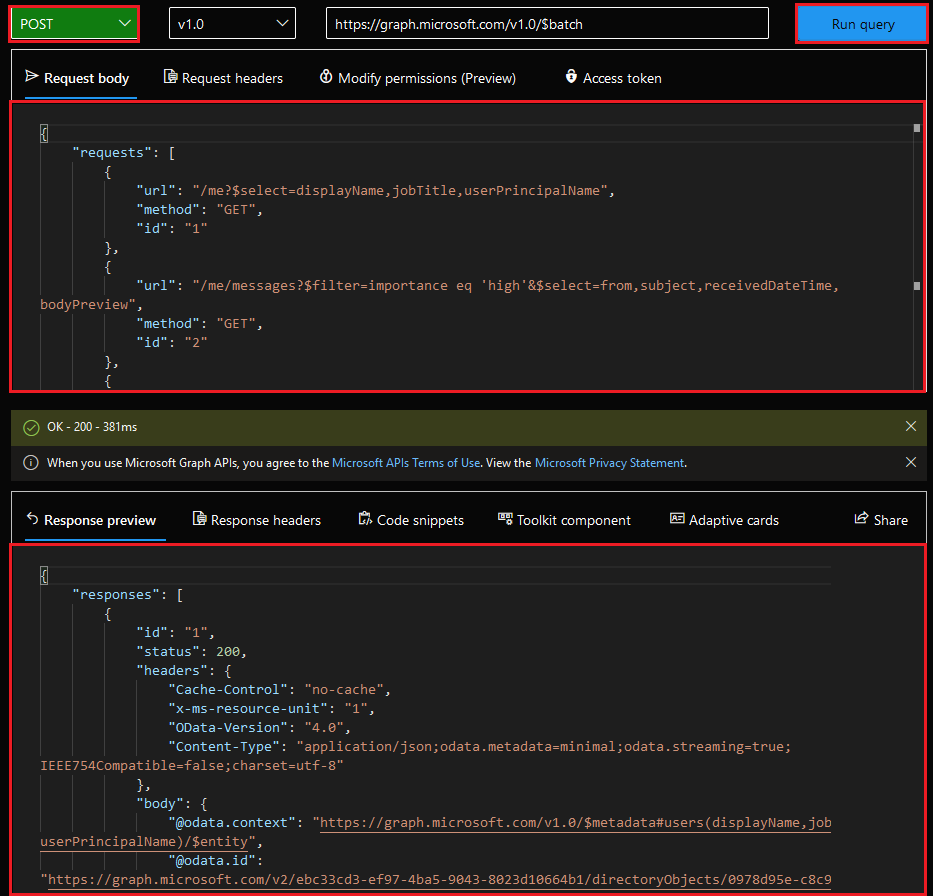 POST v1.0 https://graph.microsoft.com/v1.0/$batch Run query
Request body Request headers Modify permissions (Preview) Access token
{
"requests": [
{
"url": "/me?$select=displayName,jobTitle,userPrincipalName",
"method": "GET",
"id": "1"
},
{
"url": "/me/messages?$filter=importance eq 'high'&$select=from,subject,receivedDateTime,
bodyPreview",
"method": "GET",
"id": "2"
},
{
OK - 200 - 381ms
When you use Microsoft Graph APIs, you agree to the Microsoft APIs Terms of Use. View the Microsoft Privacy Statement.
Response preview Response headers Code snippets Toolkit component Adaptive cards Share
{
"responses": [
{
"id": "1",
"status": 200,
"headers": {
"Cache-Control": "no-cache",
"x-ms-resource-unit": "1",
"OData-Version": "4.0",
"Content-Type": "application/json;odata.metadata=minimal;odata.streaming=true;
IEEE754Compatible=false;charset=utf-8"
},
"body": {
"@odata.context": "https://graph.microsoft.com/v1.0/$metadata#users(displayName,job
userPrincipalName)/$entity",
"@odata.id":
"https://graph.microsoft.com/v2/ebc33cd3-ef97-4ba5-9043-8023d10664b1/directoryObjects/0978d95e-c8c9